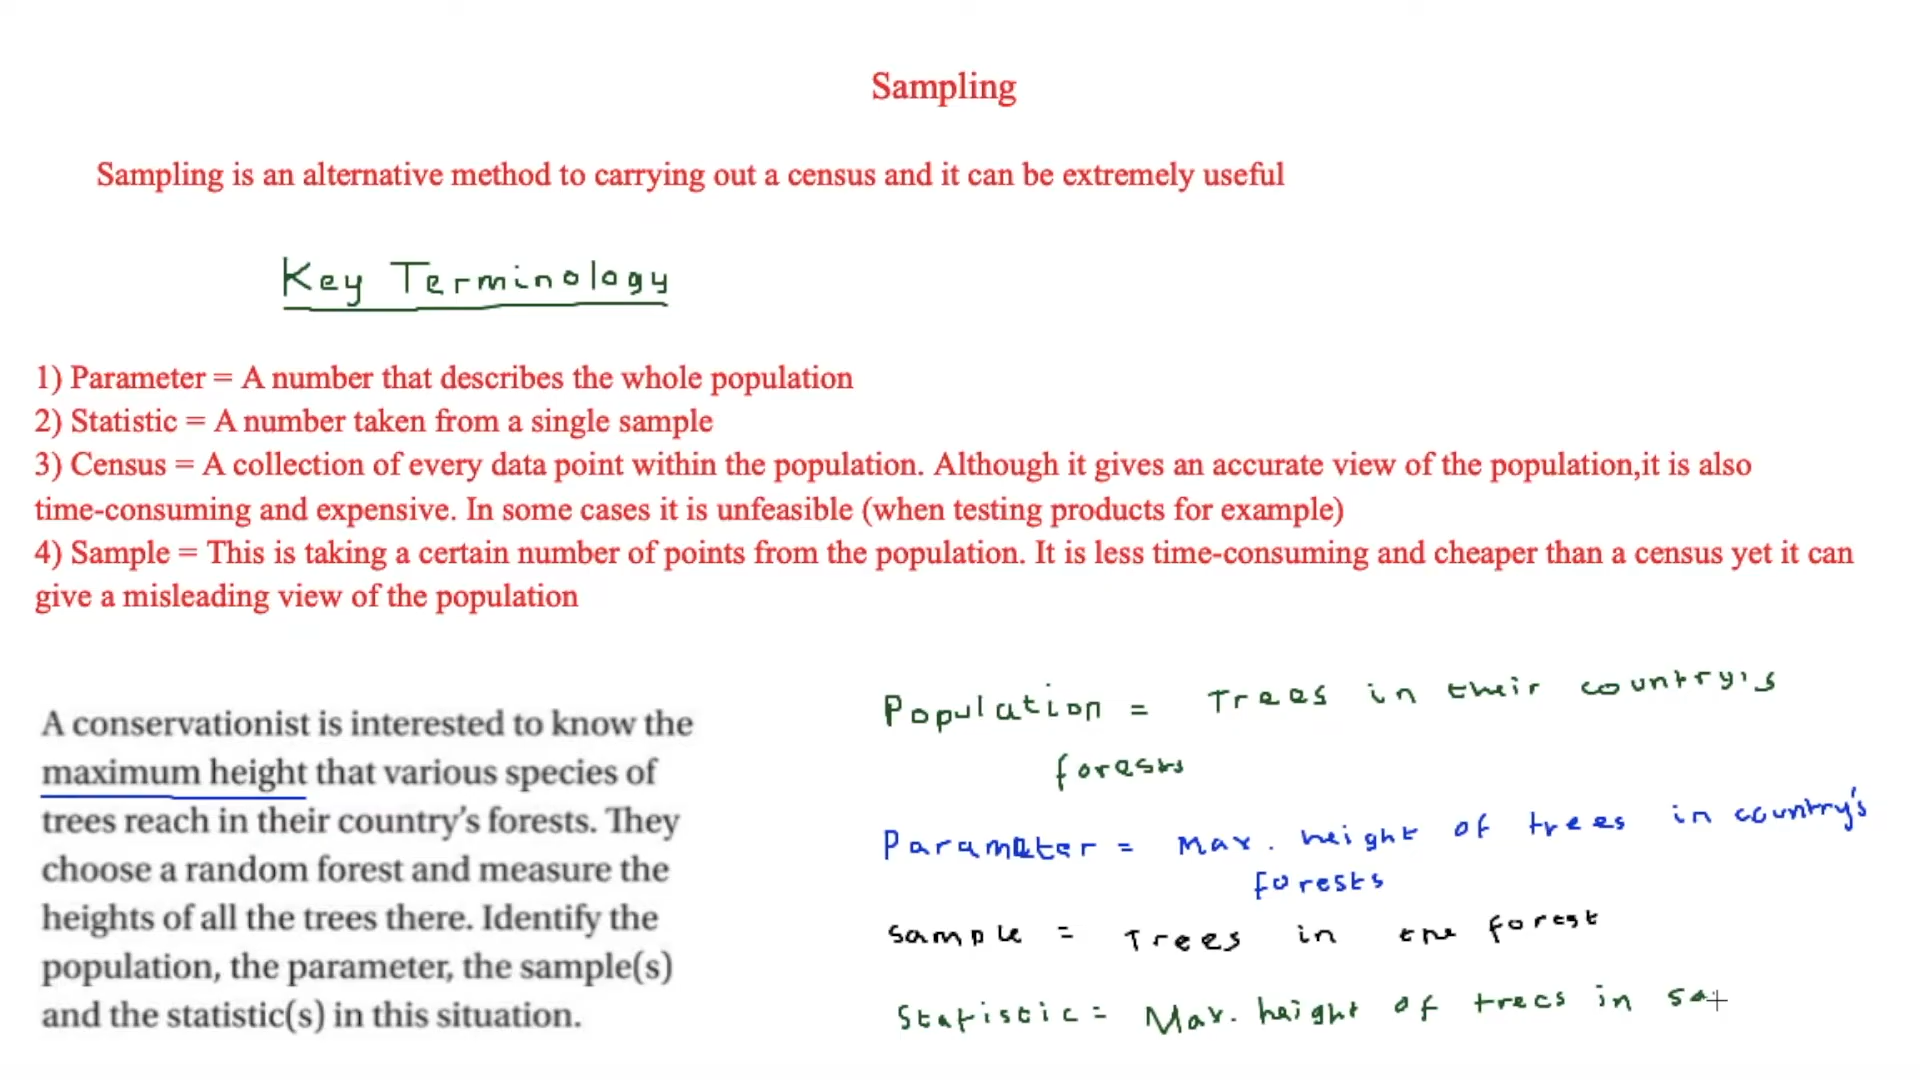 Sampling
Sampling is an alternative method to carrying out a census and it can be extremely useful
Key Terminology
1) Parameter = A number that describes the whole population
2) Statistic = A number taken from a single sample
3) Census = A collection of every data point within the population. Although it gives an accurate view of the population,it is also
time-consuming and expensive. In some cases it is unfeasible (when testing products for example)
4) Sample = This is taking a certain number of points from the population. It is less time-consuming and cheaper than a census yet it can
give a misleading view of the population
A conservationist is interested to know the
maximum height that various species of
trees reach in their country's forests. They
choose a random forest and measure the
heights of all the trees there. Identify the
population, the parameter, the sample(s)
and the statistic(s) in this situation.
Population = Trees in their country's
forests
Parameter = Max. height of trees in country's
forests
Sample = Trees in the forest
Statistic = Max. height of trees in